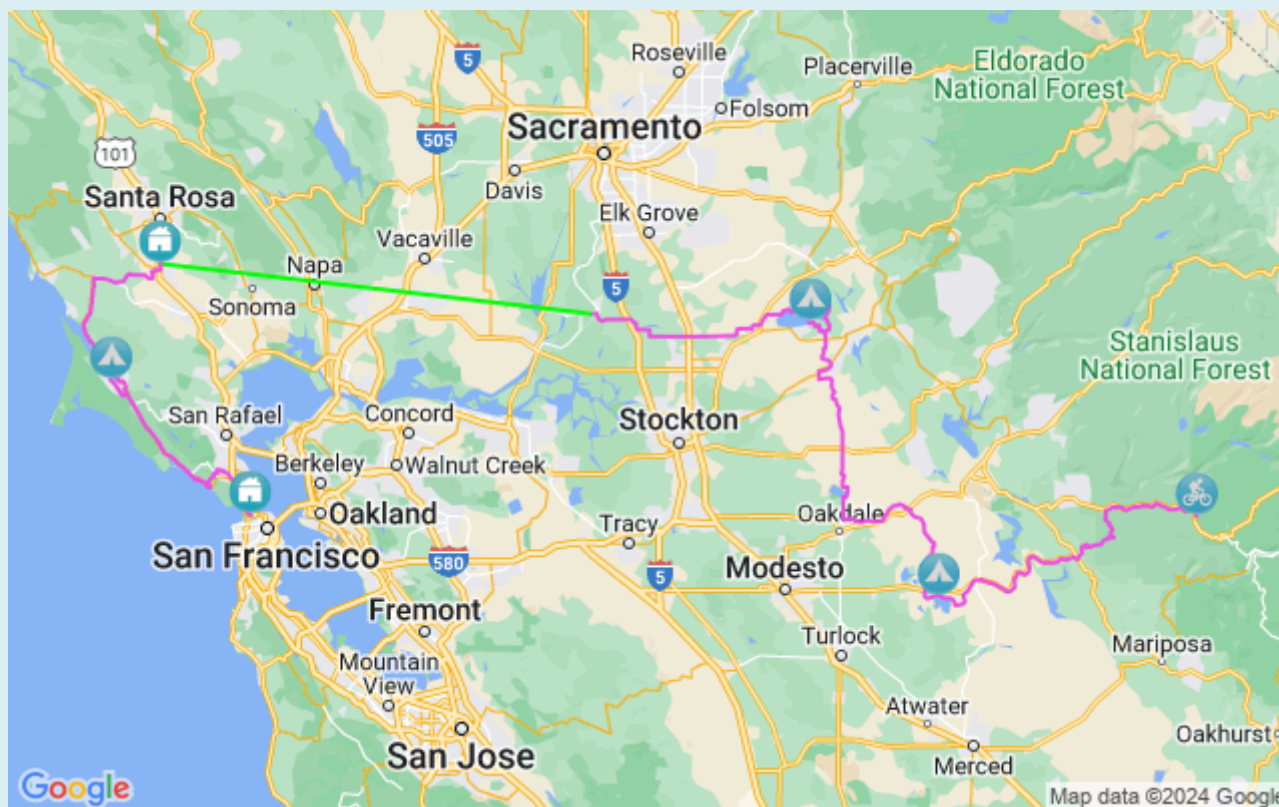 Roseville
Placerville
Eldorado
National Forest
5
Folsom
505
Sacramento
101
Davis
Santa Rosa
Elk Grove
Vacaville
Napa
5
Sonoma
Stanislaus
National Forest
San Rafael
Concord
Stockton
Berkeley
Walnut Creek
Oakland
Tracy
Oakdale
San Francisco
580
5
Modesto
Fremont
Turlock
Mariposa
Mountain
View
Atwater
San Jose
Oakhurst
Merced
Google
Map data ©2024 Google